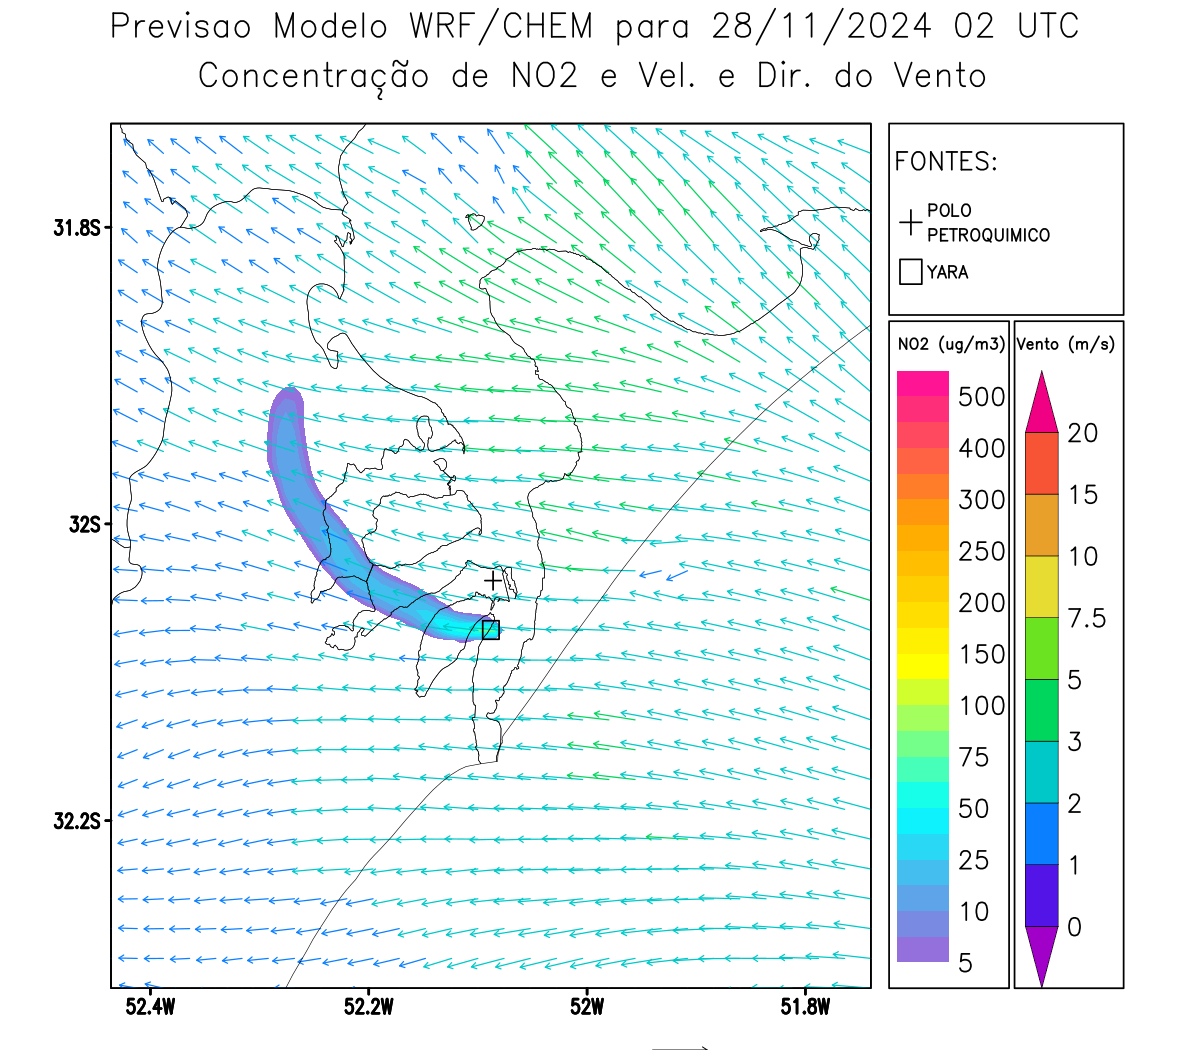 Previsao Modelo WRF/CHEM para 28/11/2024 02 UTC
Concentração de NO2 e Vel. e Dir. do Vento
FONTES:
POLO
PETROQUIMICO
YARA
31.8S
32S
32.2S
52.4W
52.2W
52W
51.8W
NO2 (ug/m3)
500
400
300
250
200
150
100
75
50
25
10
5
Vento (m/s)
20
15
10
7.5
5
3
2
1
0